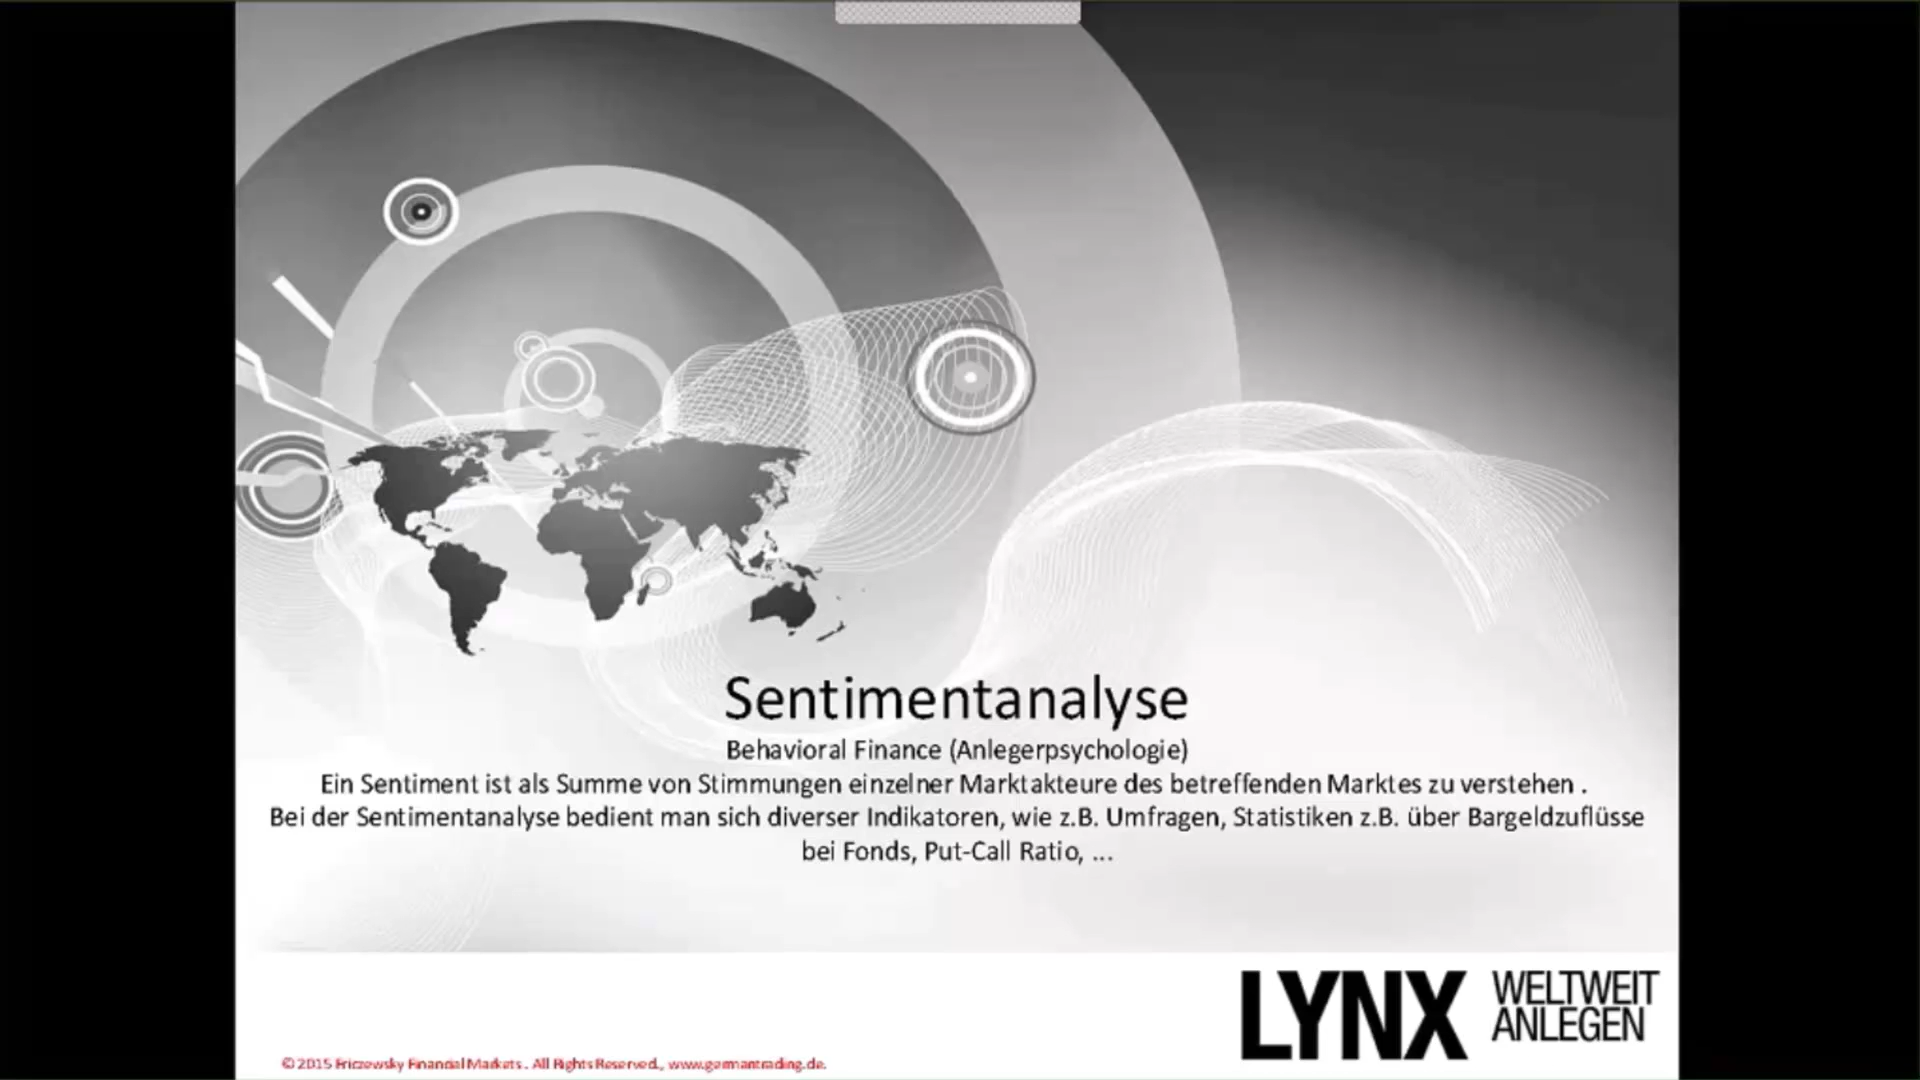 Sentimentanalyse
Behavioral Finance (Anlegerpsychologie)
Ein Sentiment ist als Summe von Stimmungen einzelner Marktakteure des betreffenden Marktes zu verstehen .
Bei der Sentimentanalyse bedient man sich diverser Indikatoren, wie z.B. Umfragen, Statistiken z.B. über Bargeldzuflüsse
bei Fonds, Put-Call Ratio, ...
LYNX WELTWEIT
ANLEGEN
© 2015 Friczewsky Financial Markets . All Rights Reserved., www.germantrading.de.